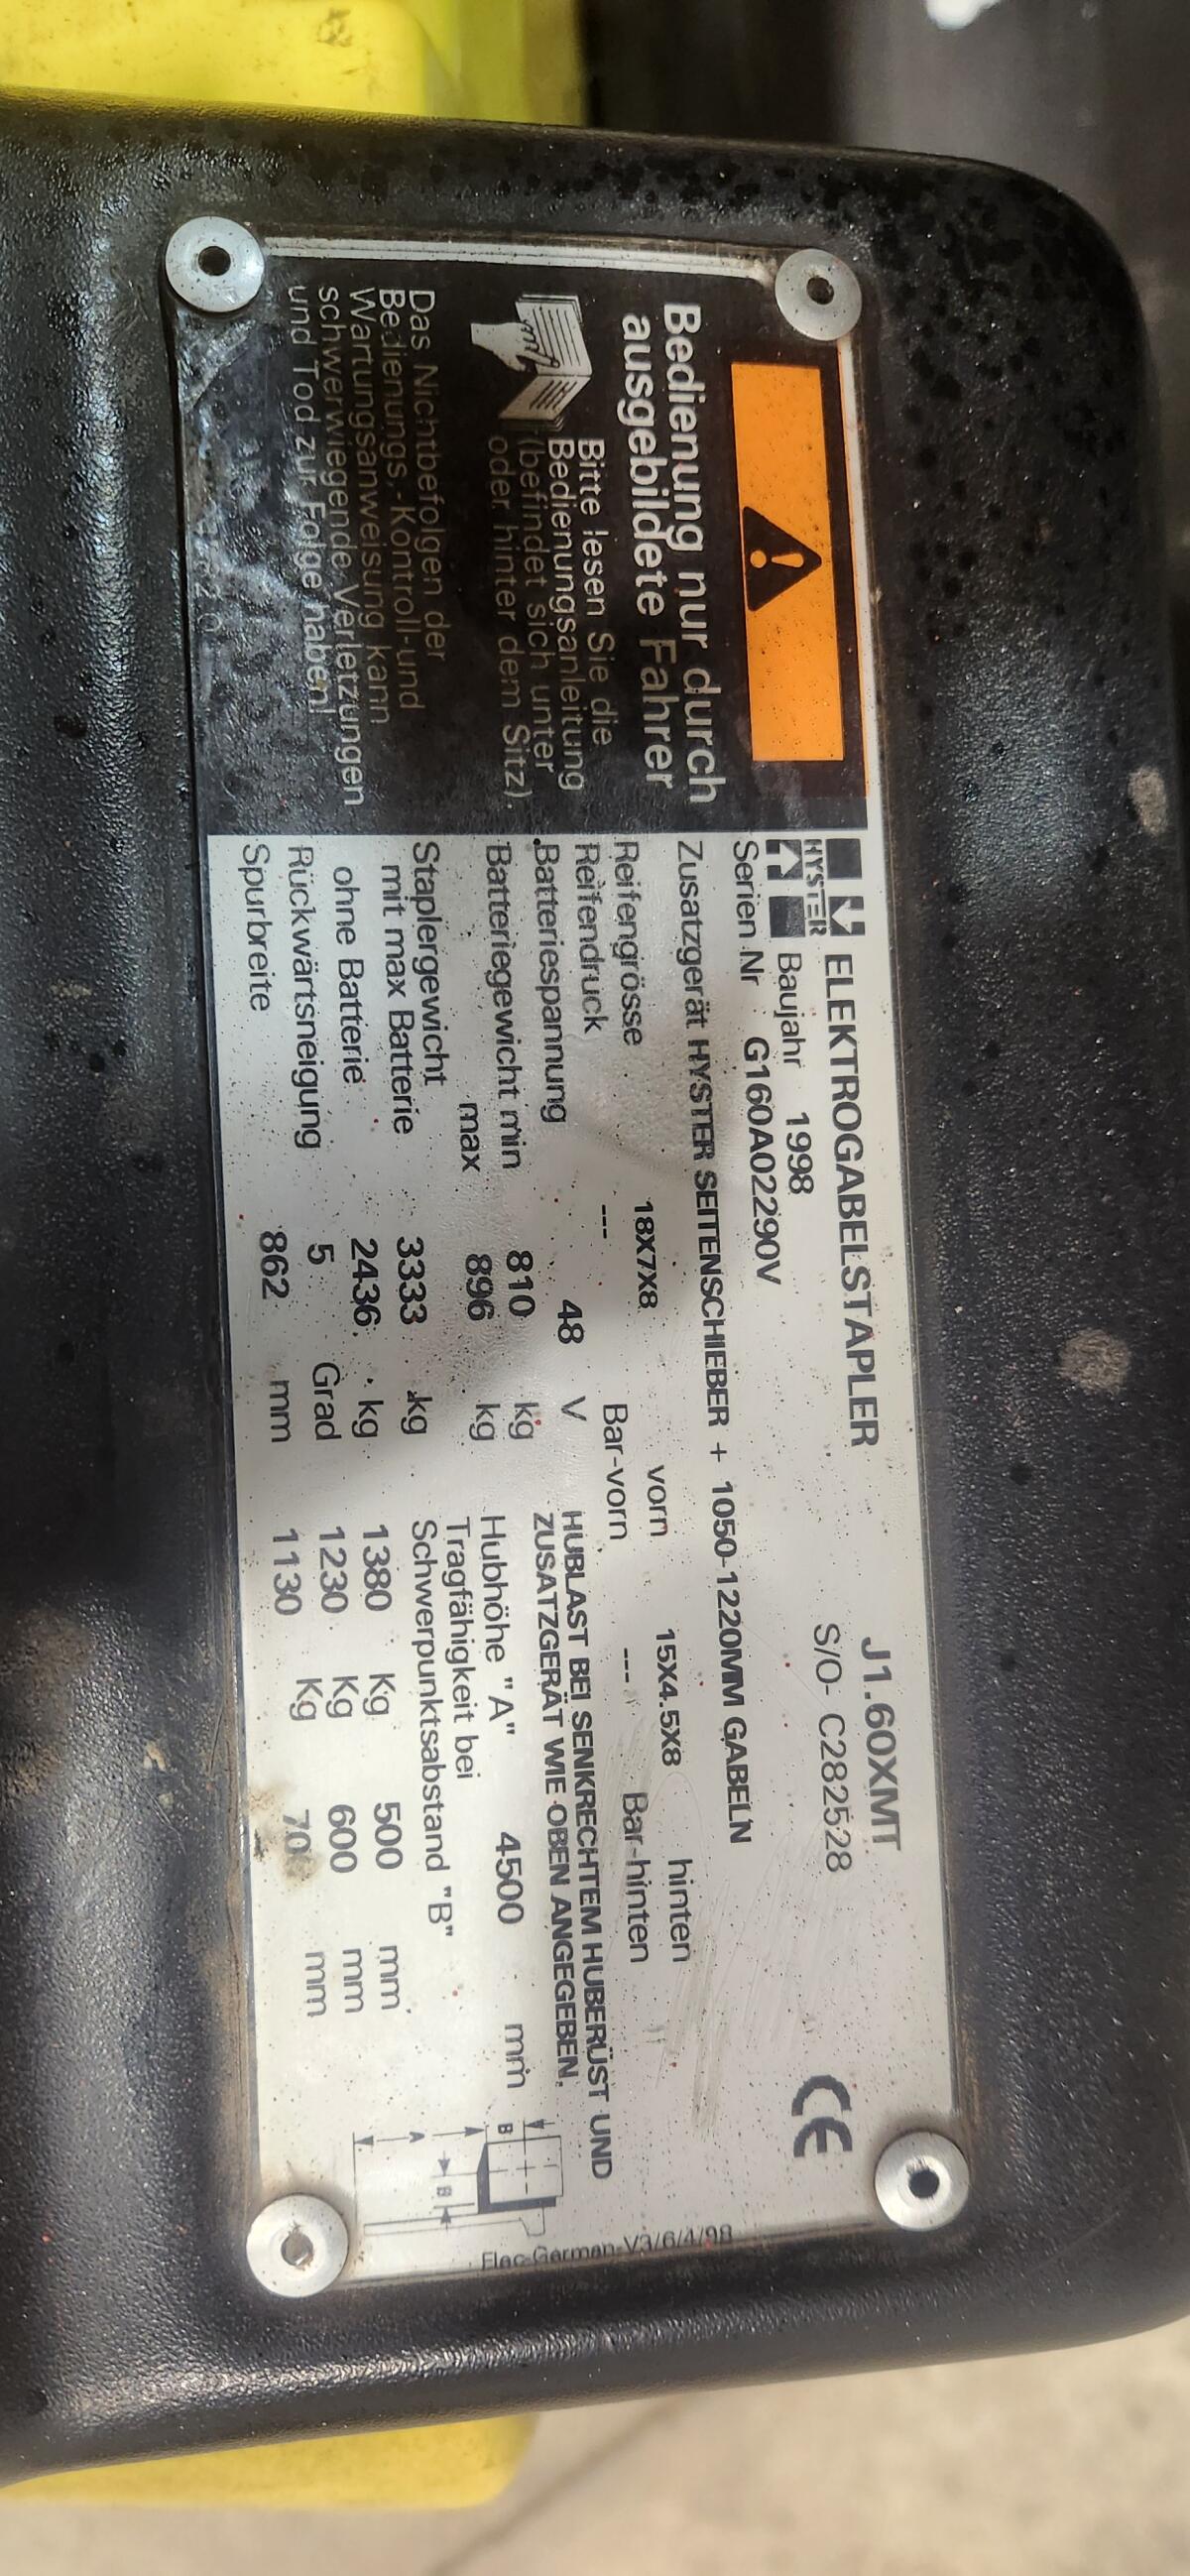 Bedienung nur durch
ausgebildete Fahrer
Bitte lesen Sie die
Bedienungsanleitung
(befindet sich unter
oder hinter dem Sitz).
Das Nichtbefolgen der
Bedienungs,-Kontroll-und
Wartungsanweisung kann
schwerwiegende Verletzungen
und Tod zur Folge haben!
HYSTER
ELEKTROGABELSTAPLER J1.60XMT
Baujahr 1998 S/O- C282528
CE
Serien Nr G160A02290V
Zusatzgerät HYSTER SEITENSCHIEBER + 1050-1220MM GABELN
Reifengrösse 18X7X8 vorn 15X4.5X8 hinten
Reifendruck --- Bar-vorn --- Bar-hinten
Batteriespannung 48 V
Batteriegewicht min 810 kg
max 896 kg
Staplergewicht
mit max Batterie 3333 kg
ohne Batterie 2436 kg
Rückwärtsneigung 5 Grad
Spurbreite 862 mm
HUBLAST BEI SENKRECHTEM HUBERÜST UND
ZUSATZGERÄT WIE OBEN ANGEGEBEN.
Hubhöhe "A" 4500 mm
Tragfähigkeit bei
Schwerpunktsabstand "B"
1380 Kg 500 mm
1230 Kg 600 mm
1130 Kg mm
B
A
B
Elec-German-V3/6/4/98